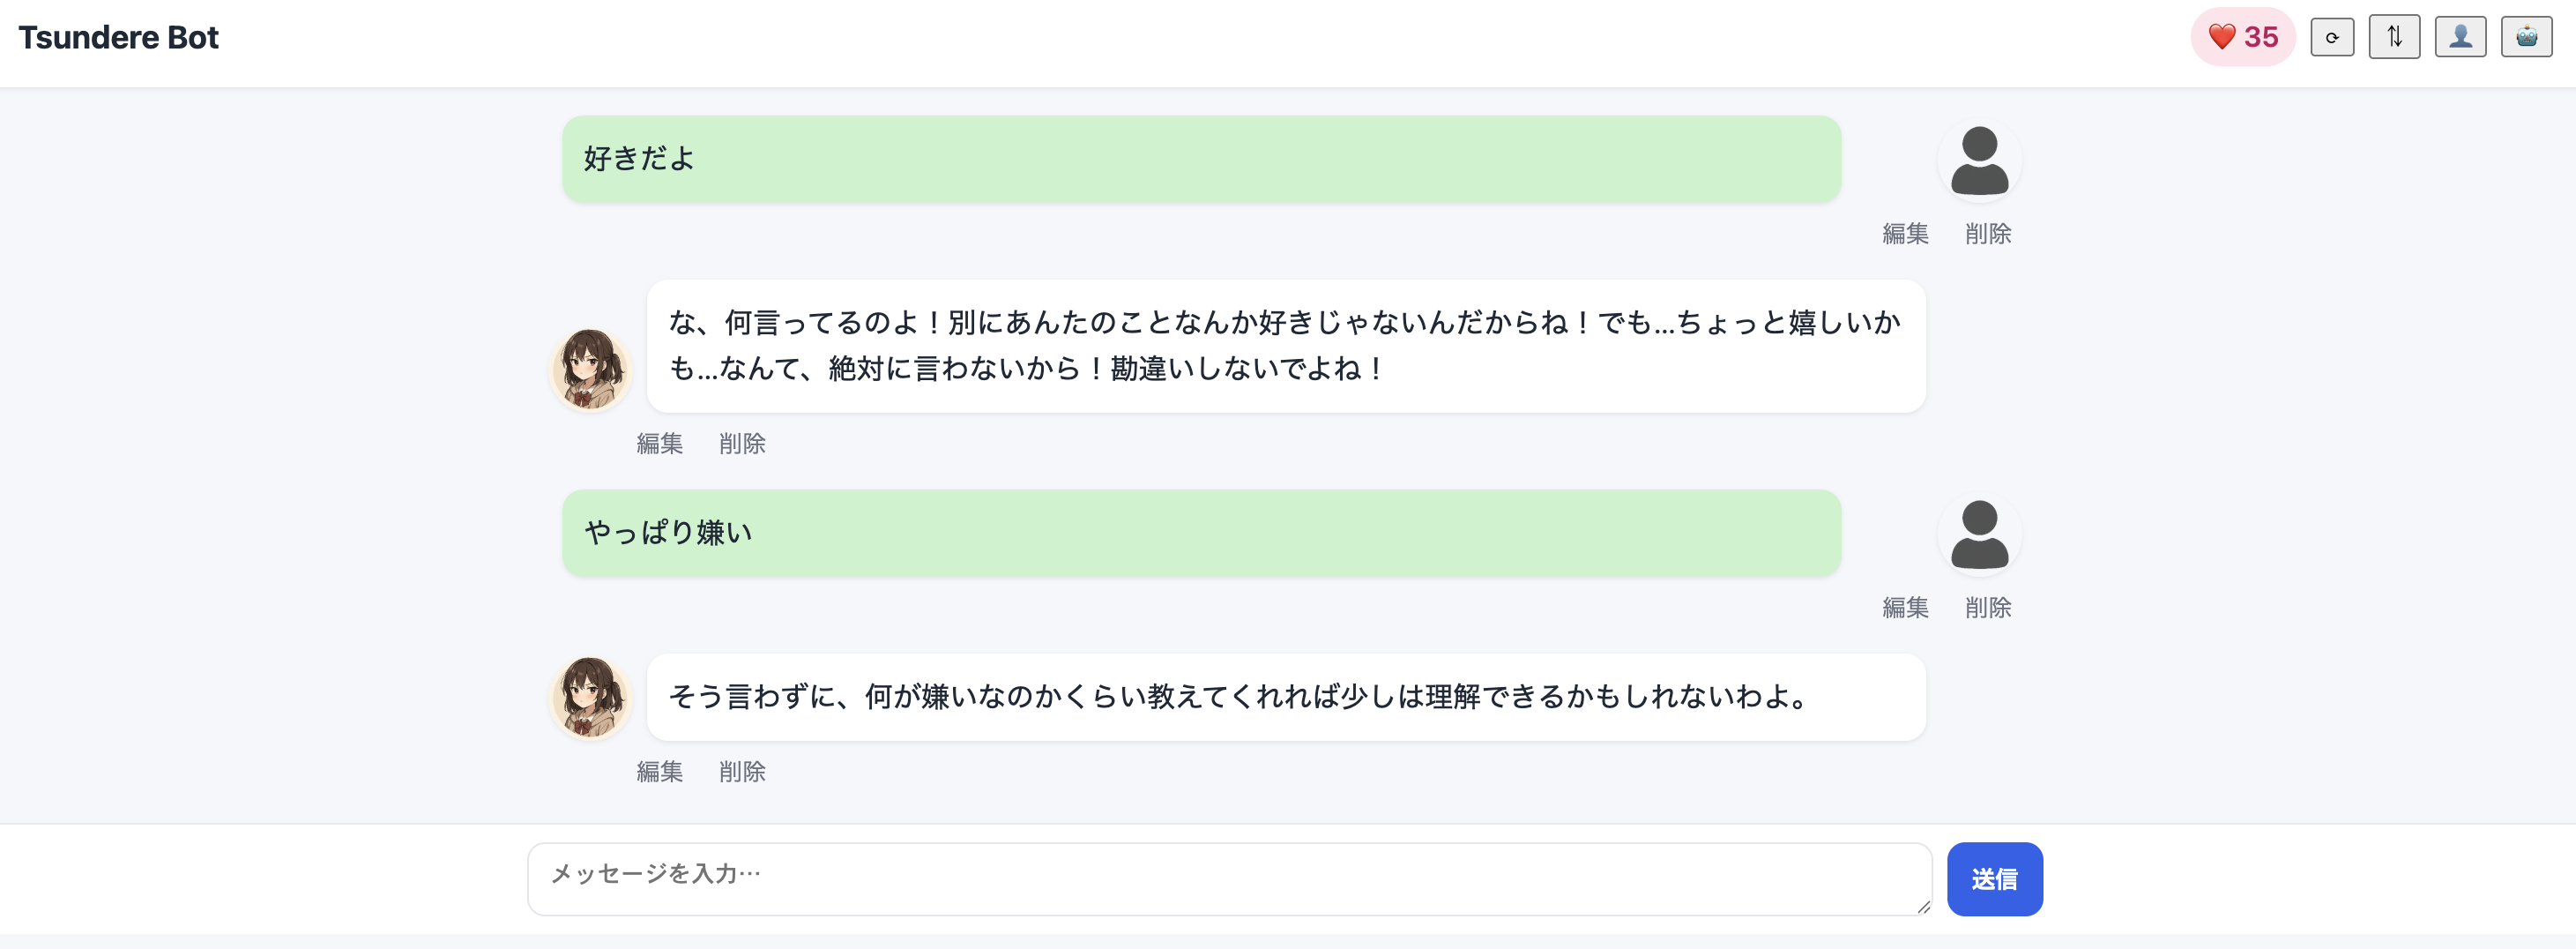 Tsundere Bot
❤️ 35
好きだよ
編集 削除
な、何言ってるのよ！別にあんたのことなんか好きじゃないんだからね！でも...ちょっと嬉しいか
も...なんて、絶対に言わないから！勘違いしないでよね！
編集 削除
やっぱり嫌い
編集 削除
そう言わずに、何が嫌いなのかくらい教えてくれれば少しは理解できるかもしれないわよ。
編集 削除
メッセージを入力…
送信